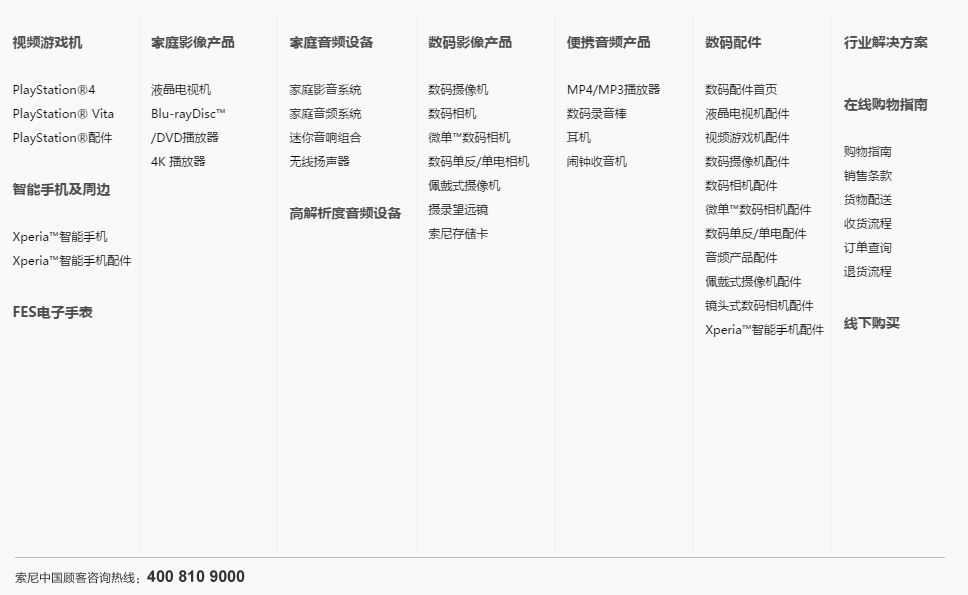 视频游戏机
PlayStation®4
PlayStation® Vita
PlayStation®配件
智能手机及周边
Xperia™智能手机
Xperia™智能手机配件
FES电子手表
家庭影像产品
液晶电视机
Blu-rayDisc™
/DVD播放器
4K 播放器
家庭音频设备
家庭影音系统
家庭音频系统
迷你音响组合
无线扬声器
高解析度音频设备
数码影像产品
数码摄像机
数码相机
微单™数码相机
数码单反/单电相机
佩戴式摄像机
摄录望远镜
索尼存储卡
便携音频产品
MP4/MP3播放器
数码录音棒
耳机
闹钟收音机
数码配件
数码配件首页
液晶电视机配件
视频游戏机配件
数码摄像机配件
数码相机配件
微单™数码相机配件
数码单反/单电配件
音频产品配件
佩戴式摄像机配件
镜头式数码相机配件
Xperia™智能手机配件
行业解决方案
在线购物指南
购物指南
销售条款
货物配送
收货流程
订单查询
退货流程
线下购买
索尼中国顾客咨询热线：400 810 9000